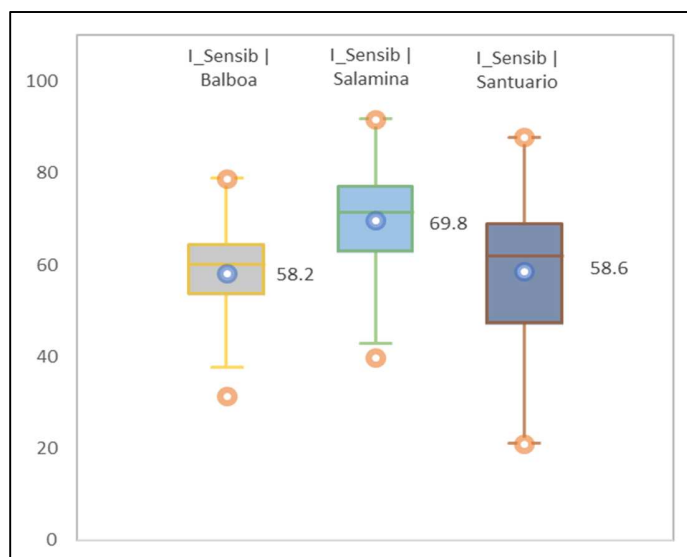 I_Sensib |
Balboa
I_Sensib |
Salamina
I_Sensib |
Santuario
100
80
60
40
20
0
58.2
69.8
58.6